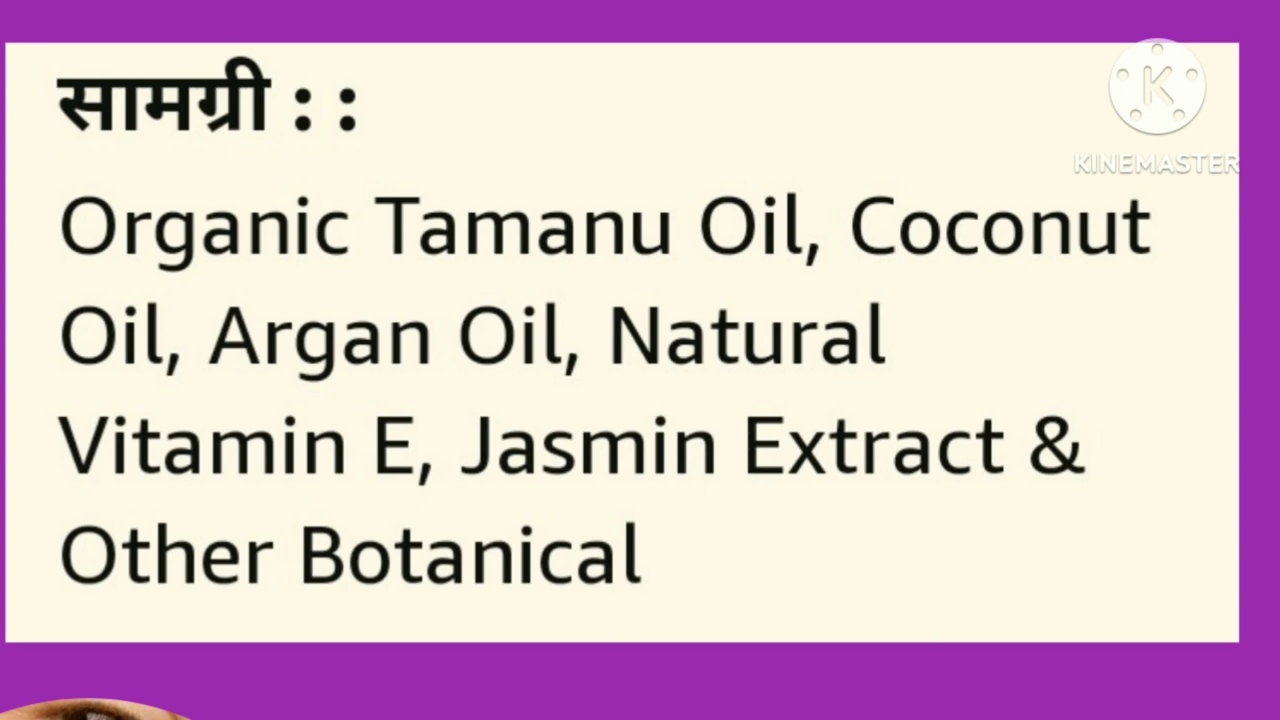 सामग्री : :
K
KINEMASTER
Organic Tamanu Oil, Coconut
Oil, Argan Oil, Natural
Vitamin E, Jasmin Extract &
Other Botanical